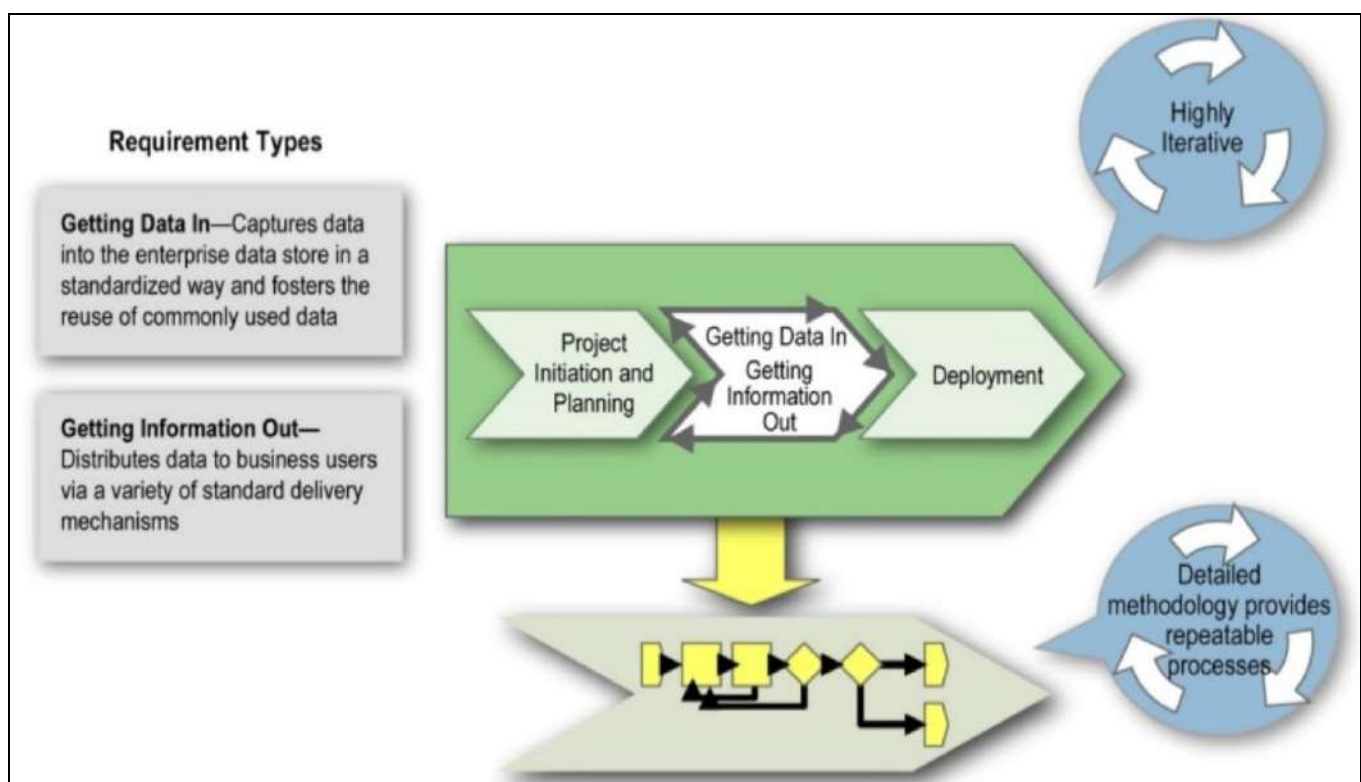 Requirement Types
Getting Data In—Captures data
into the enterprise data store in a
standardized way and fosters the
reuse of commonly used data
Getting Information Out—
Distributes data to business users
via a variety of standard delivery
mechanisms
Project
Initiation and
Planning
Getting Data In
Getting
Information
Out
Deployment
Highly
Iterative
Detailed
methodology provides
repeatable
processes